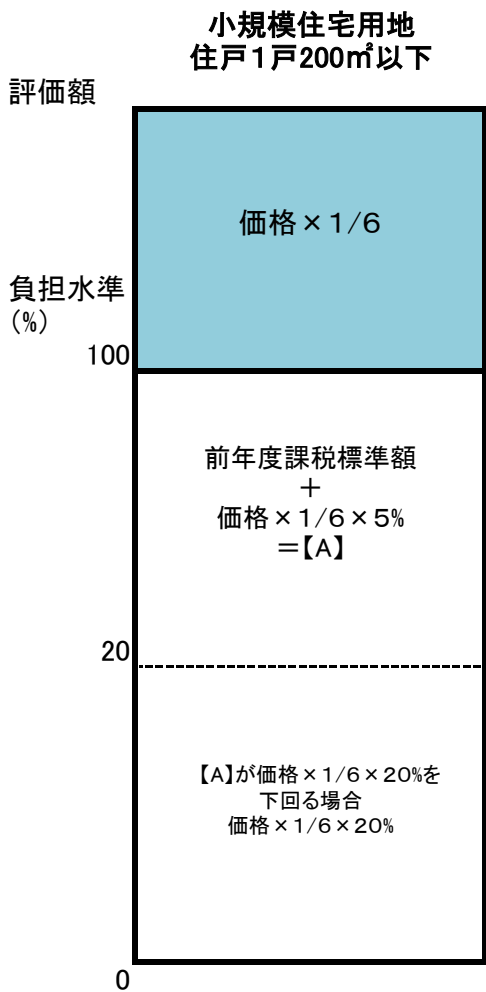 小規模住宅用地
住戸１戸200㎡以下
評価額
価格×１/６
負担水準
(%)
100
前年度課税標準額
＋
価格×１/６×５%
＝【A】
20
【A】が価格×１/６×２０%を
下回る場合
価格×１/６×２０%
0